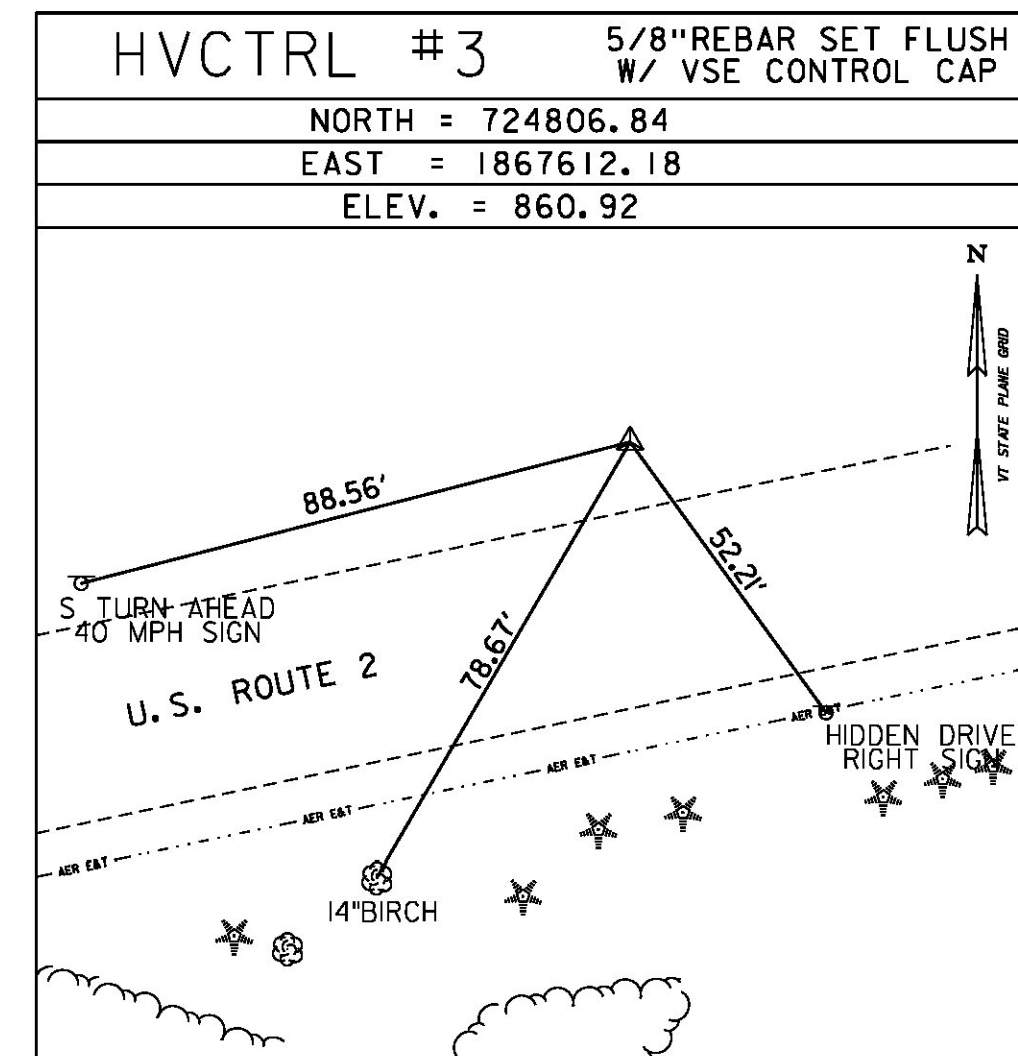 HVCTRL #3
5/8"REBAR SET FLUSH
W/ VSE CONTROL CAP
NORTH = 724806.84
EAST = 1867612.18
ELEV. = 860.92
N
VT STATE PLANE GRID
88.56'
52.21'
78.67'
S TURN AHEAD
40 MPH SIGN
U.S. ROUTE 2
AER E&T
HIDDEN DRIVE
RIGHT SIGN
AER E&T
AER E&T
AER E&T
14"BIRCH